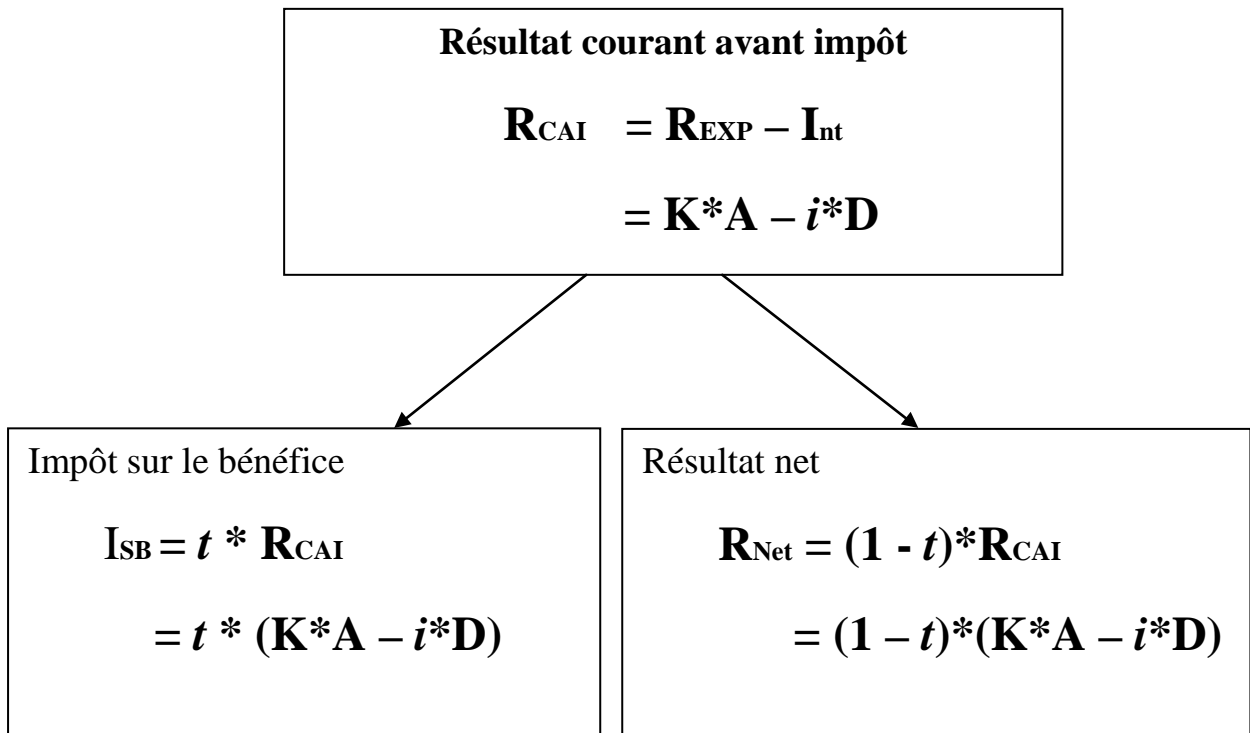 Résultat courant avant impôt
RCAI = REXP – Int
= K*A – i*D
Impôt sur le bénéfice
ISB = t * RCAI
= t * (K*A – i*D)
Résultat net
RNet = (1 - t)*RCAI
= (1 – t)*(K*A – i*D)